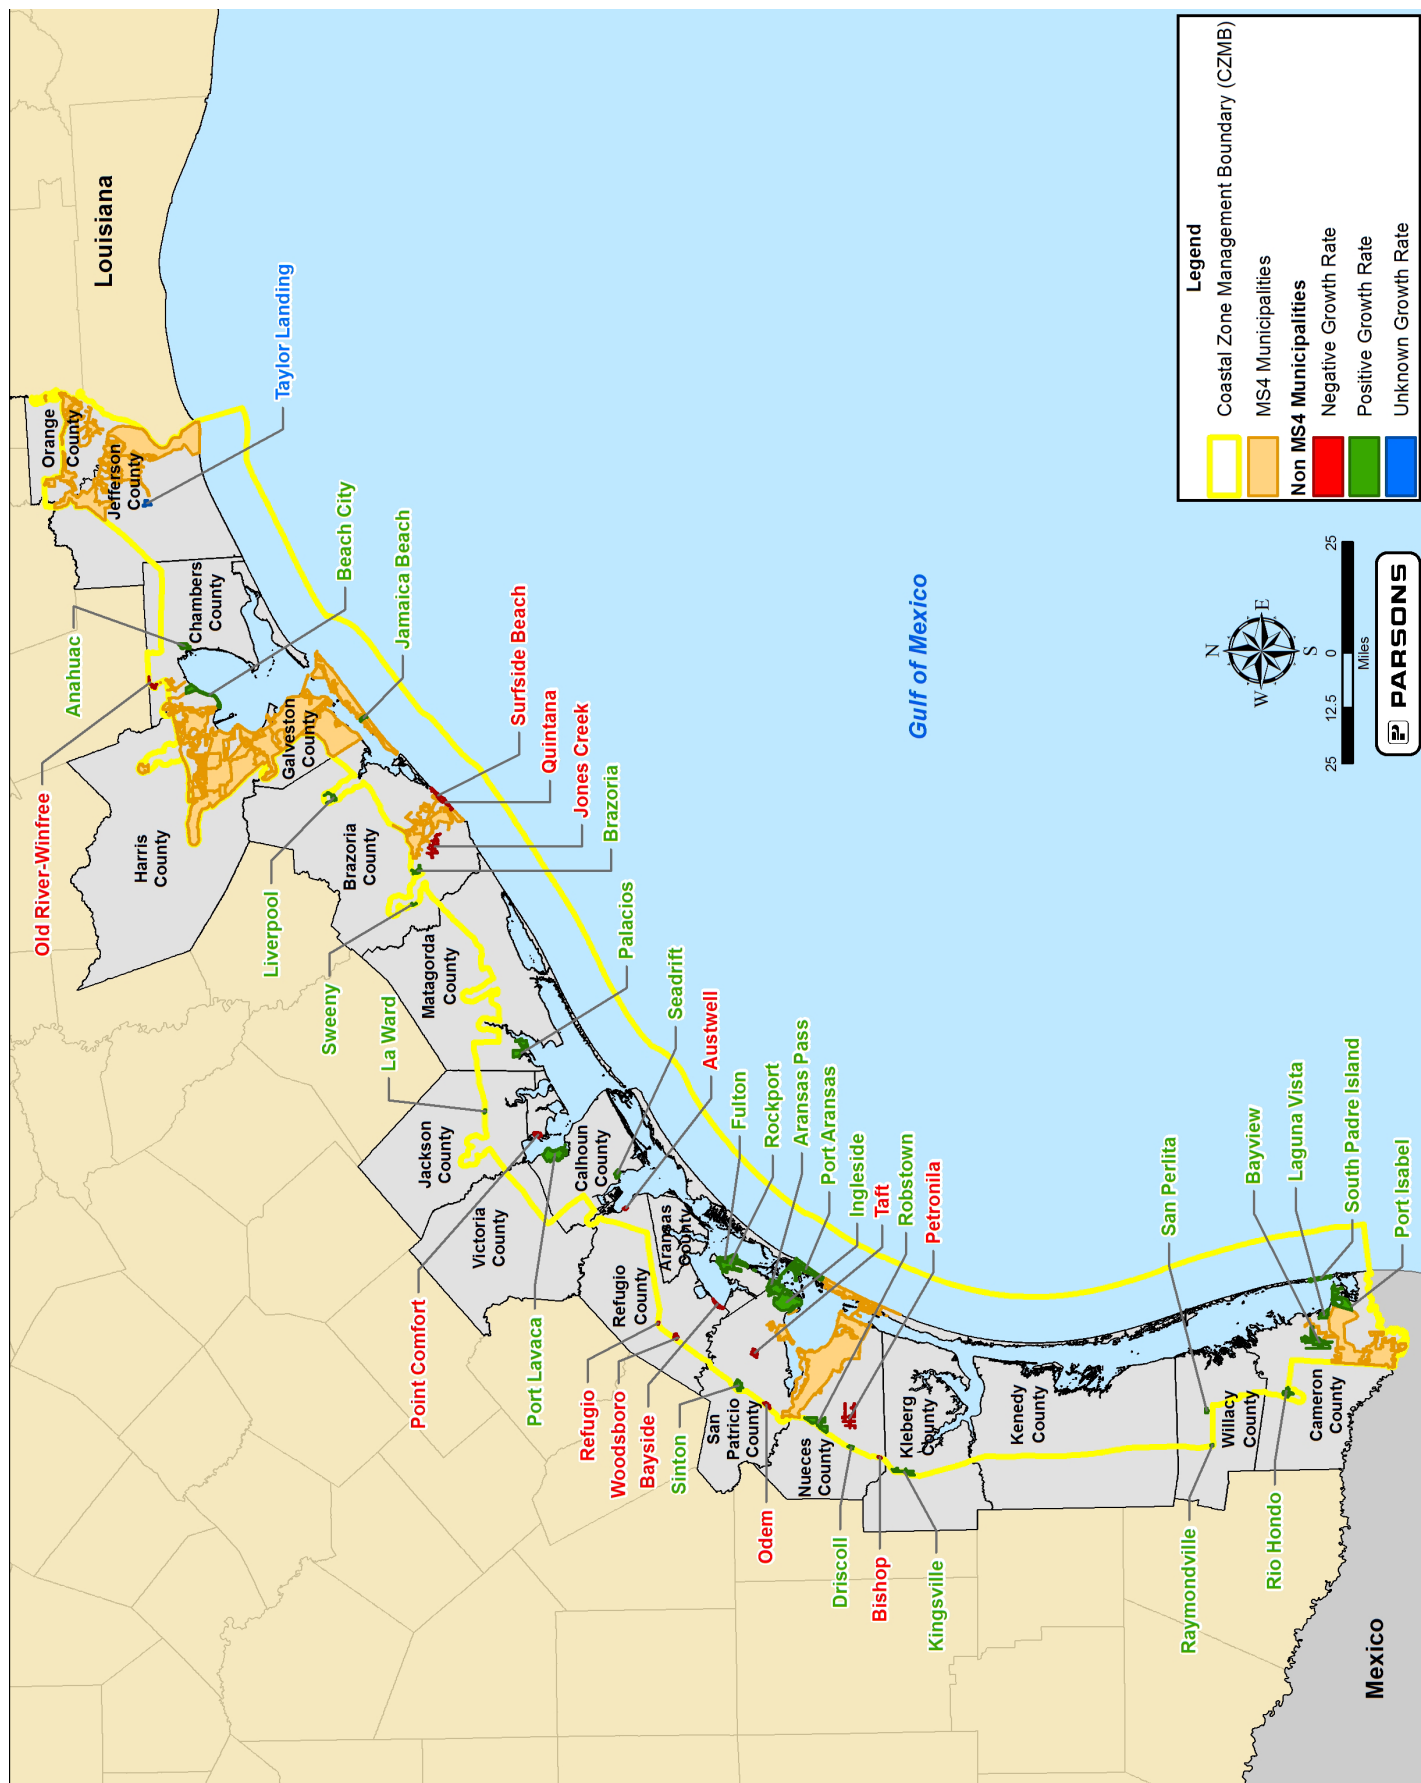 Louisiana
Orange
County
Jefferson
County
Taylor Landing
Anahuac
Chambers
County
Beach City
Jamaica Beach
Old River-Winfree
Harris
County
Galveston
County
Surfside Beach
Quintana
Jones Creek
Brazoria
Liverpool
Brazoria
County
Sweeny
Palacios
La Ward
Matagorda
County
Seadrift
Austwell
Jackson
County
Calhoun
County
Victoria
County
Point Comfort
Port Lavaca
Fulton
Rockport
Aransas Pass
Port Aransas
Ingleside
Taft
Robstown
Petronila
Aransas
County
Refugio
County
Refugio
Woodsboro
Bayside
Sinton
San
Patricio
County
Odem
Nueces
County
Driscoll
Bishop
Kingsville
Kleberg
County
Kenedy
County
San Perlita
Bayview
Laguna Vista
South Padre Island
Port Isabel
Willacy
County
Cameron
County
Raymondville
Rio Hondo
Mexico
Gulf of Mexico
Legend
Coastal Zone Management Boundary (CZMB)
MS4 Municipalities
Non MS4 Municipalities
Negative Growth Rate
Positive Growth Rate
Unknown Growth Rate
N
W
E
S
25
12.5
0
25
Miles
PARSONS